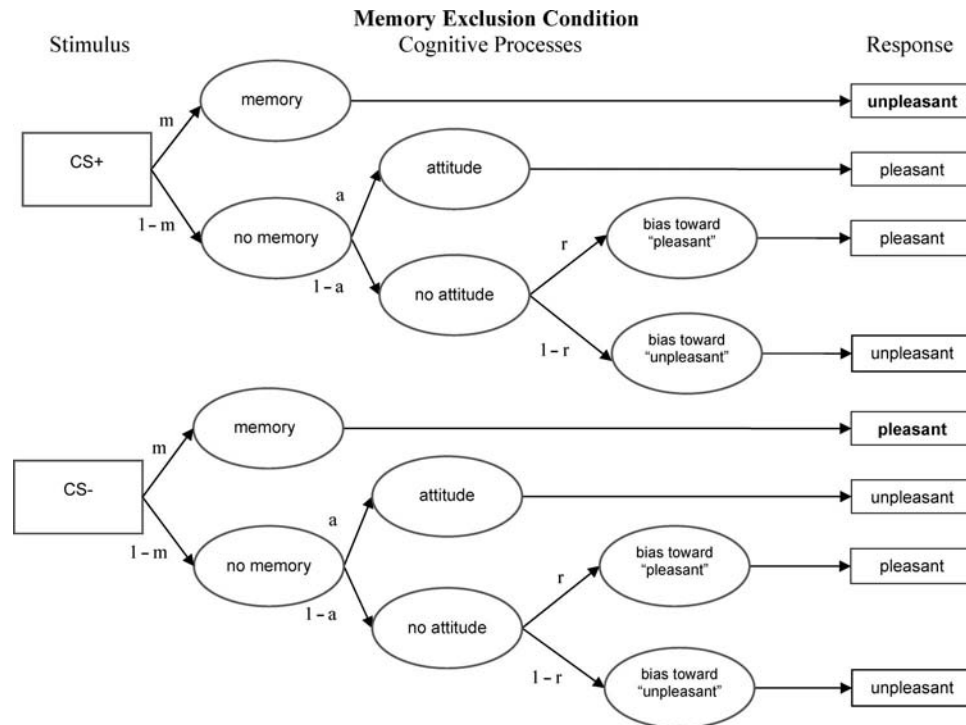 Memory Exclusion Condition
Stimulus Cognitive Processes Response
memory
unpleasant
m
CS+
attitude
pleasant
a
1 – m
no memory
bias toward
“pleasant”
pleasant
r
1 – a
no attitude
1 – r
bias toward
“unpleasant”
unpleasant
memory
pleasant
m
CS-
attitude
unpleasant
a
1 – m
no memory
bias toward
“pleasant”
pleasant
r
1 – a
no attitude
1 – r
bias toward
“unpleasant”
unpleasant